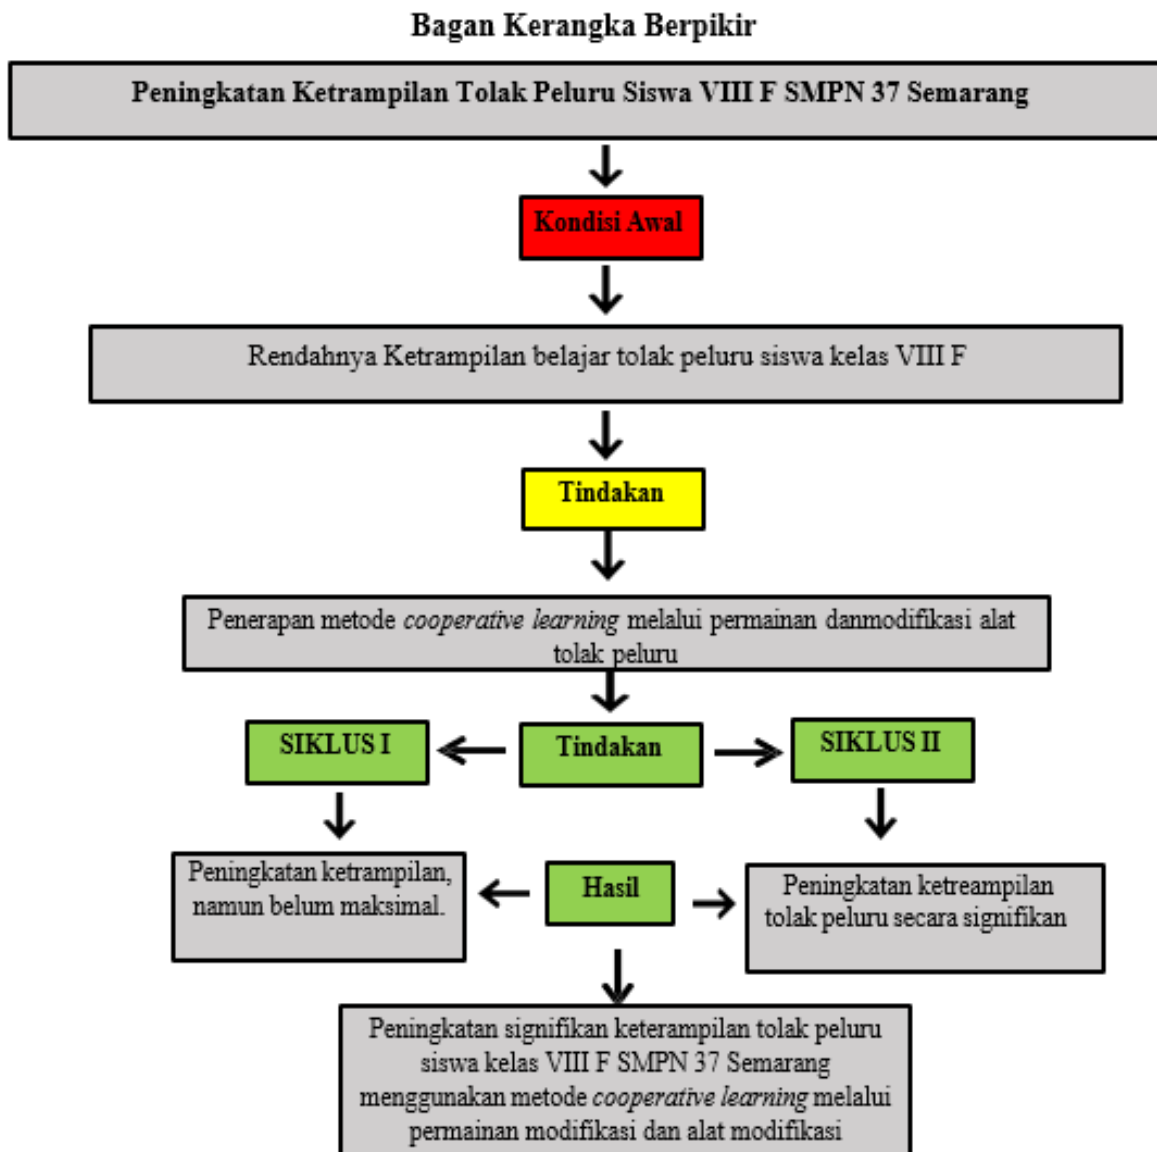 Bagan Kerangka Berpikir
Peningkatan Ketrampilan Tolak Peluru Siswa VIII F SMPN 37 Semarang
Kondisi Awal
Rendahnya Ketrampilan belajar tolak peluru siswa kelas VIII F
Tindakan
Penerapan metode cooperative learning melalui permainan danmodifikasi alat
tolak peluru
SIKLUS I
Tindakan
SIKLUS II
Peningkatan ketrampilan,
namun belum maksimal.
Hasil
Peningkatan ketreampilan
tolak peluru secara signifikan
Peningkatan signifikan keterampilan tolak peluru
siswa kelas VIII F SMPN 37 Semarang
menggunakan metode cooperative learning melalui
permainan modifikasi dan alat modifikasi